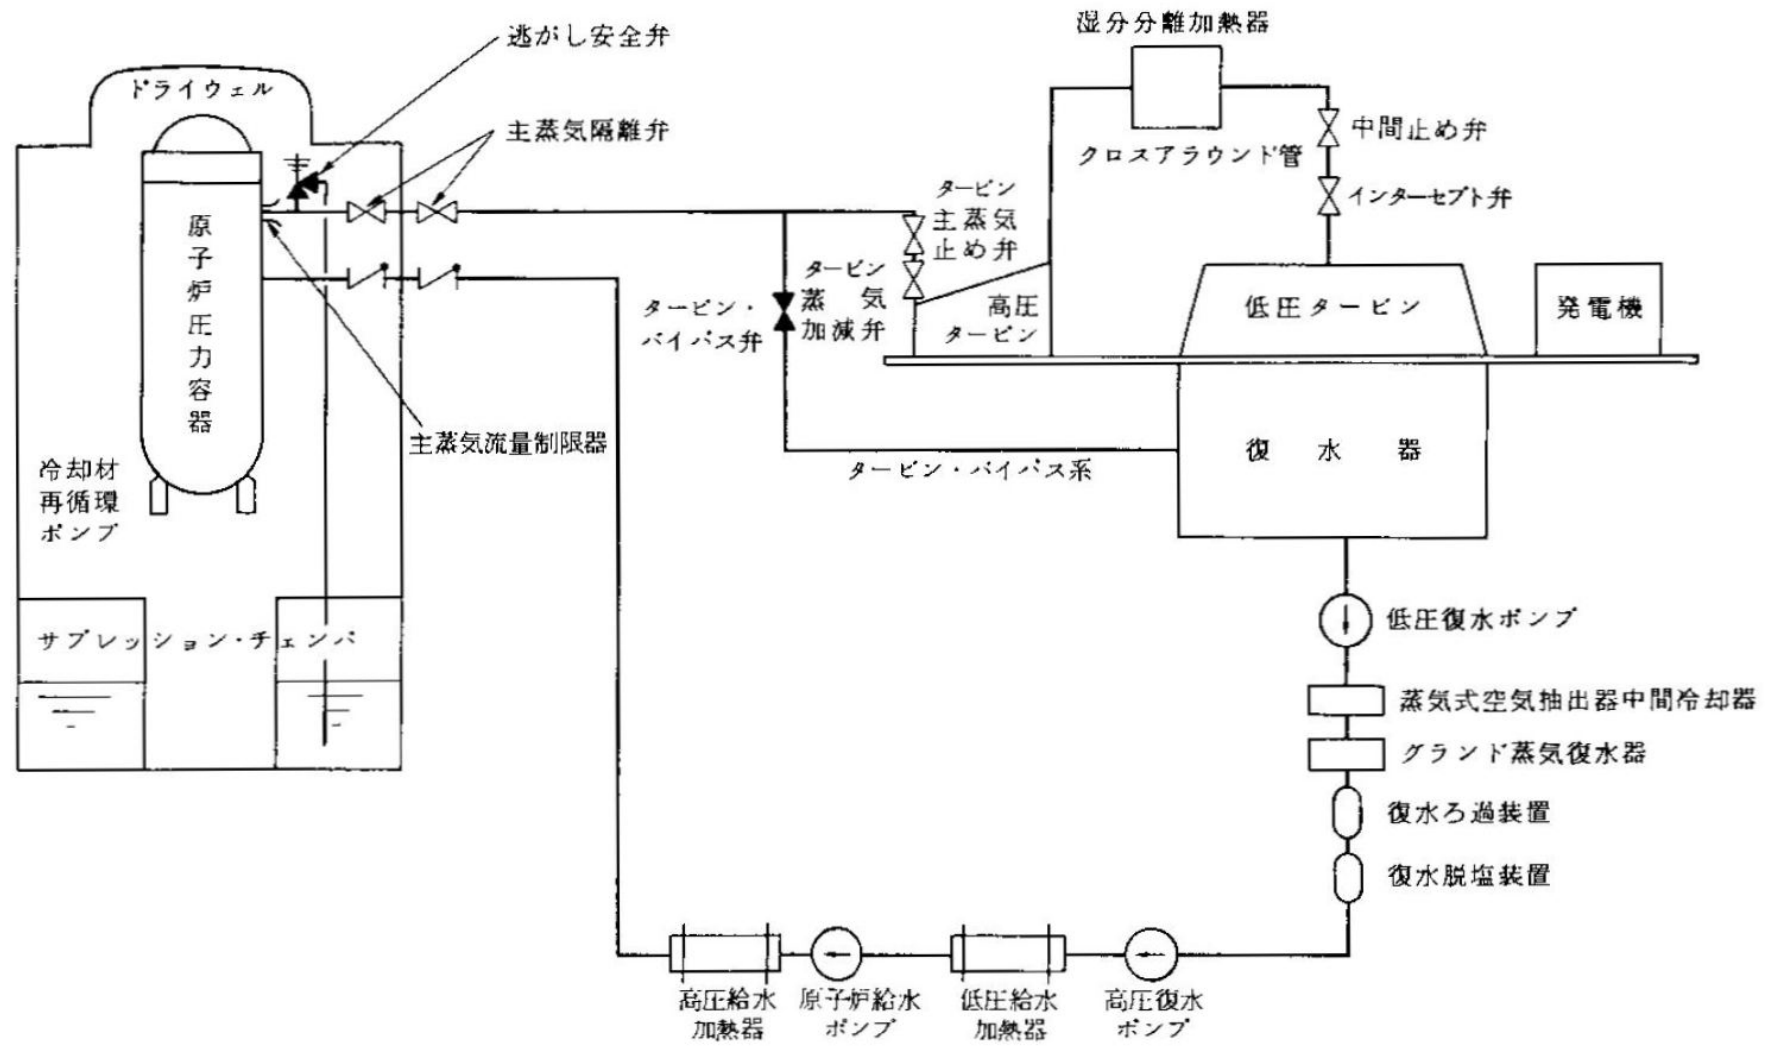 逃がし安全弁
ドライウェル
主蒸気隔離弁
原子炉圧力容器
主蒸気流量制限器
冷却材
再循環
ポンプ
サプレッション・チェンバ
湿分分離加熱器
クロスアラウンド管
中間止め弁
インターセプト弁
タービン
主蒸気
止め弁
タービン
蒸気
加減弁
タービン・
バイパス弁
高圧
タービン
低圧タービン
発電機
復水器
タービン・バイパス系
低圧復水ポンプ
蒸気式空気抽出器中間冷却器
グランド蒸気復水器
復水ろ過装置
復水脱塩装置
高圧給水
加熱器
原子炉給水
ポンプ
低圧給水
加熱器
高圧復水
ポンプ